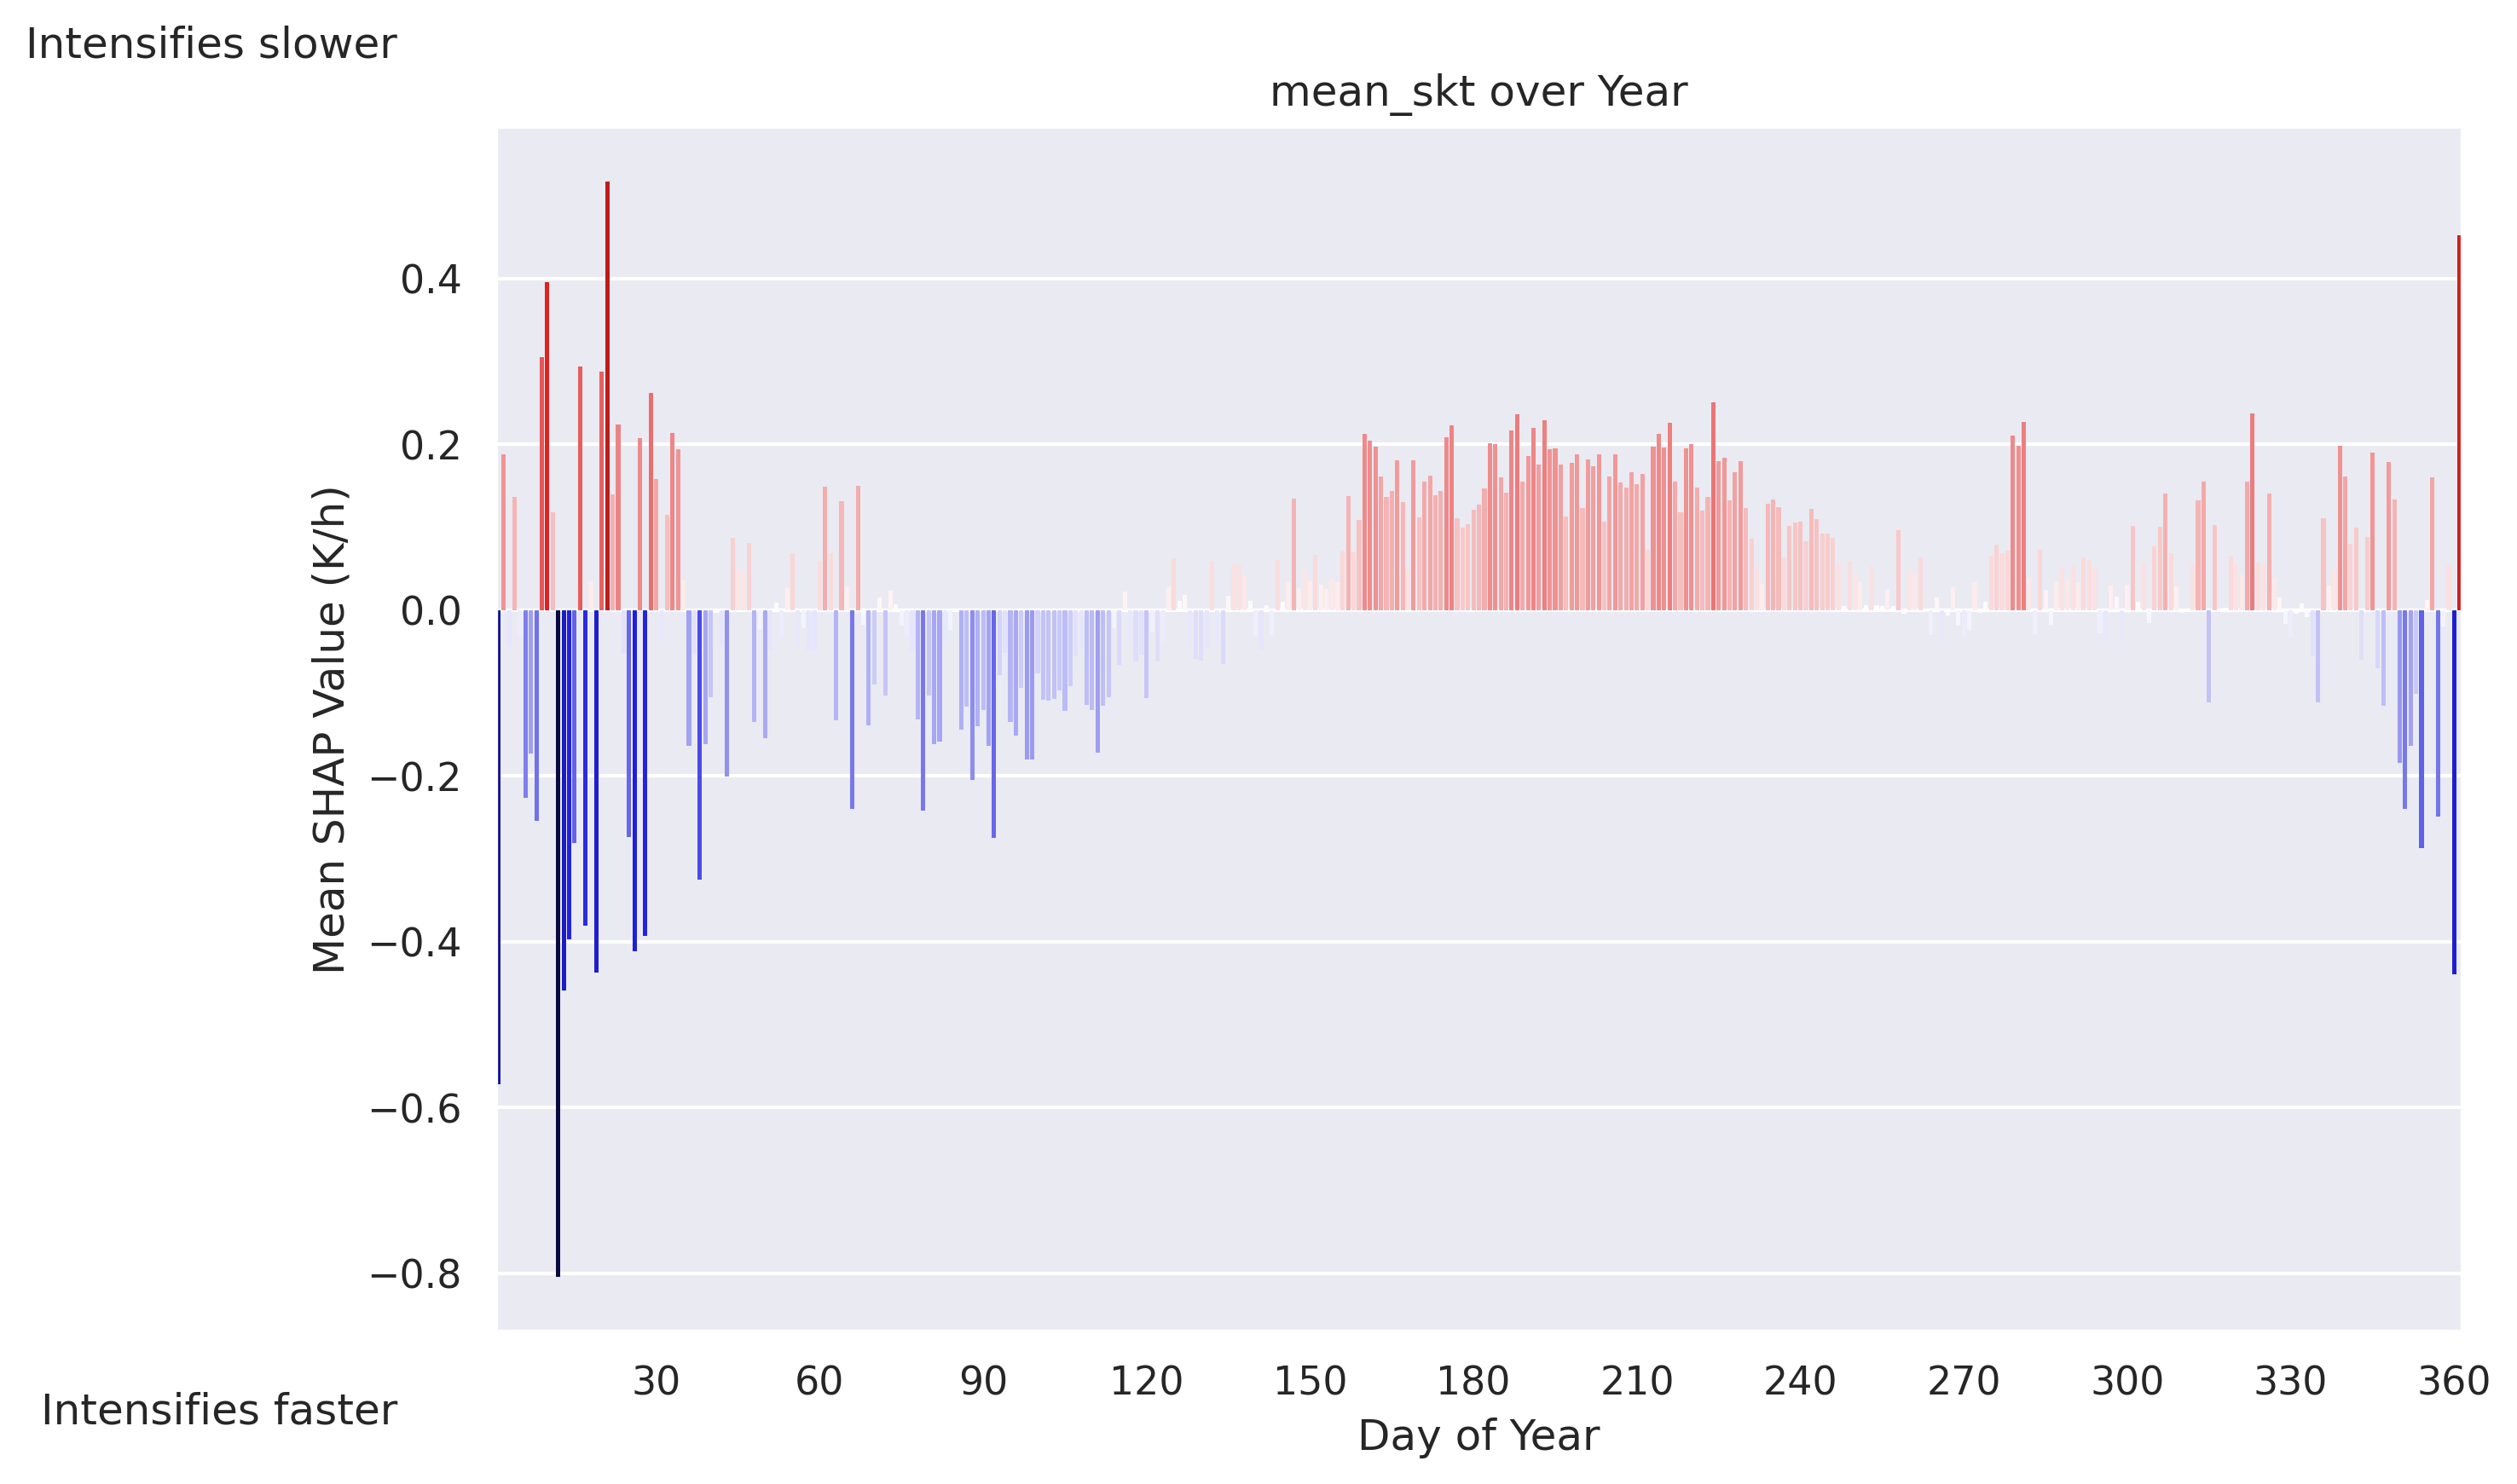 Intensifies slower
mean_skt over Year
Mean SHAP Value (K/h)
0.4
0.2
0.0
−0.2
−0.4
−0.6
−0.8
30 60 90 120 150 180 210 240 270 300 330 360
Intensifies faster
Day of Year